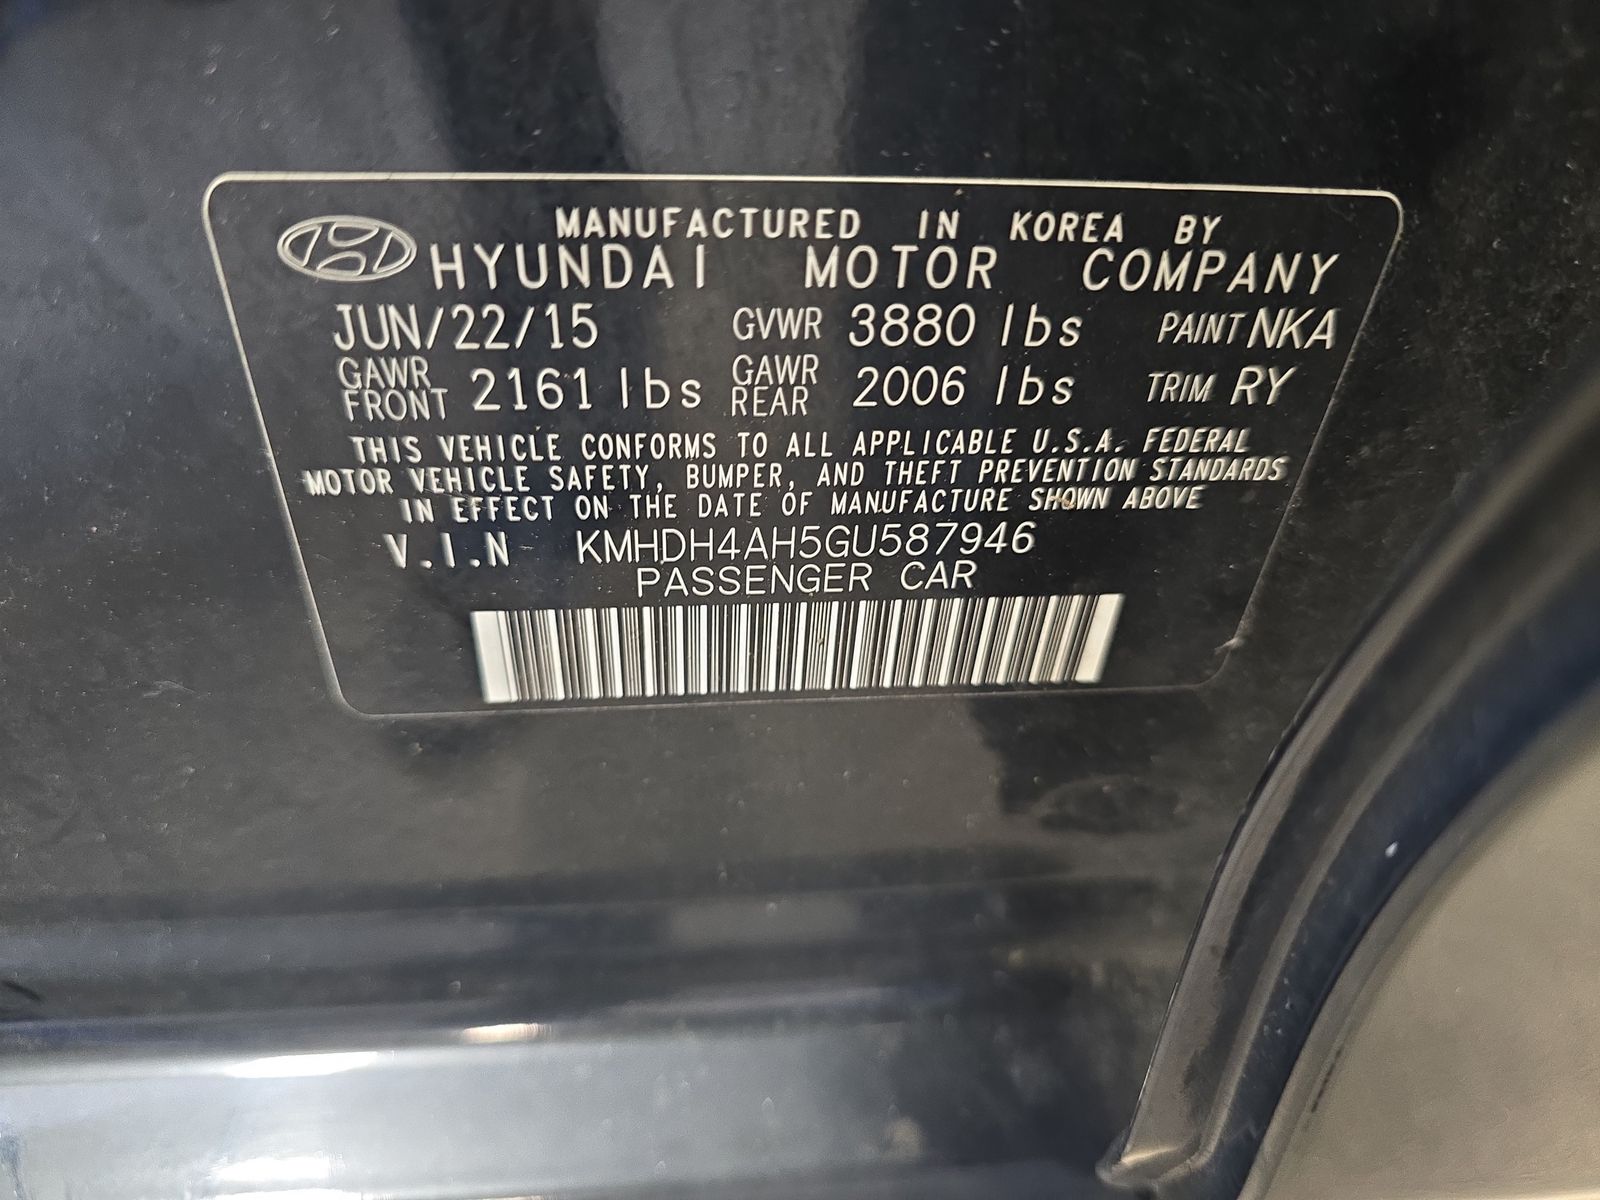 MANUFACTURED IN KOREA BY
HYUNDAI MOTOR COMPANY
JUN/22/15 GVWR 3880 lbs PAINT NKA
GAWR FRONT 2161 lbs GAWR REAR 2006 lbs TRIM RY
THIS VEHICLE CONFORMS TO ALL APPLICABLE U.S.A. FEDERAL
MOTOR VEHICLE SAFETY, BUMPER, AND THEFT PREVENTION STANDARDS
IN EFFECT ON THE DATE OF MANUFACTURE SHOWN ABOVE
V.I.N KMHDH4AH5GU587946
PASSENGER CAR